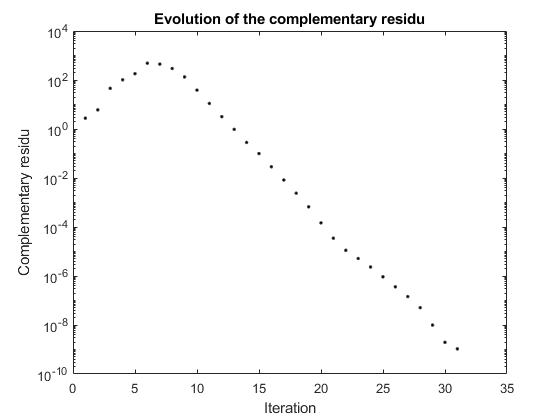 Evolution of the complementary residu
10^4
10^2
10^0
10^-2
10^-4
10^-6
10^-8
10^-10
Complementary residu
0 5 10 15 20 25 30 35
Iteration